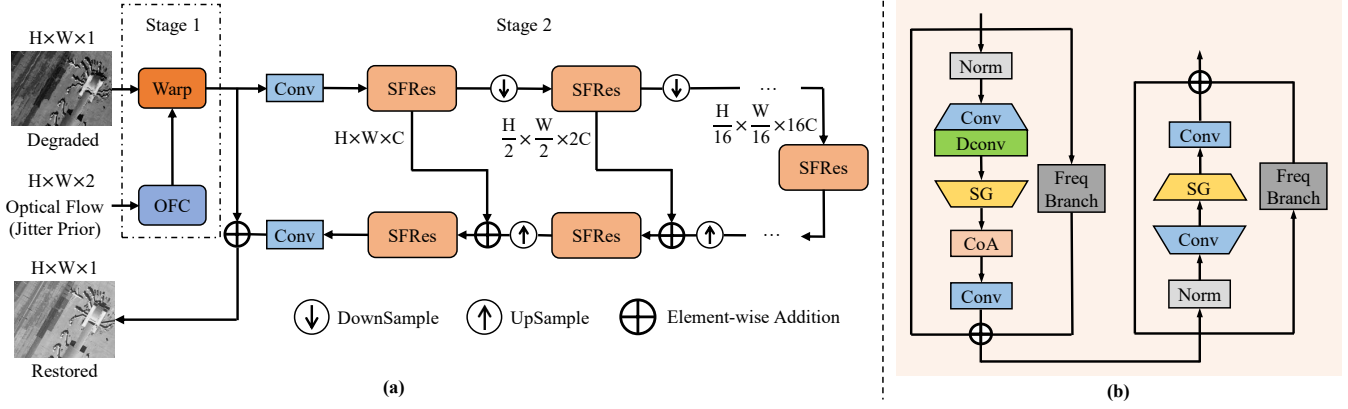 Stage 1
Stage 2
H×W×1
Degraded
Warp
Conv
SFRes
SFRes
...
H×W×C
H/2 × W/2 ×2C
H/16 × W/16 ×16C
SFRes
H×W×2
Optical Flow
(Jitter Prior)
OFC
Conv
SFRes
SFRes
...
H×W×1
Restored
DownSample
UpSample
Element-wise Addition
(a)
Norm
Conv
Dconv
SG
CoA
Conv
Freq
Branch
Conv
SG
Conv
Norm
Freq
Branch
(b)